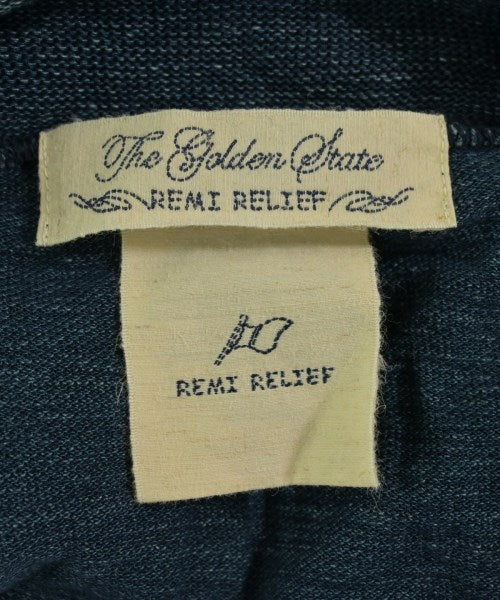 The Golden State
REMI RELIEF
REMI RELIEF